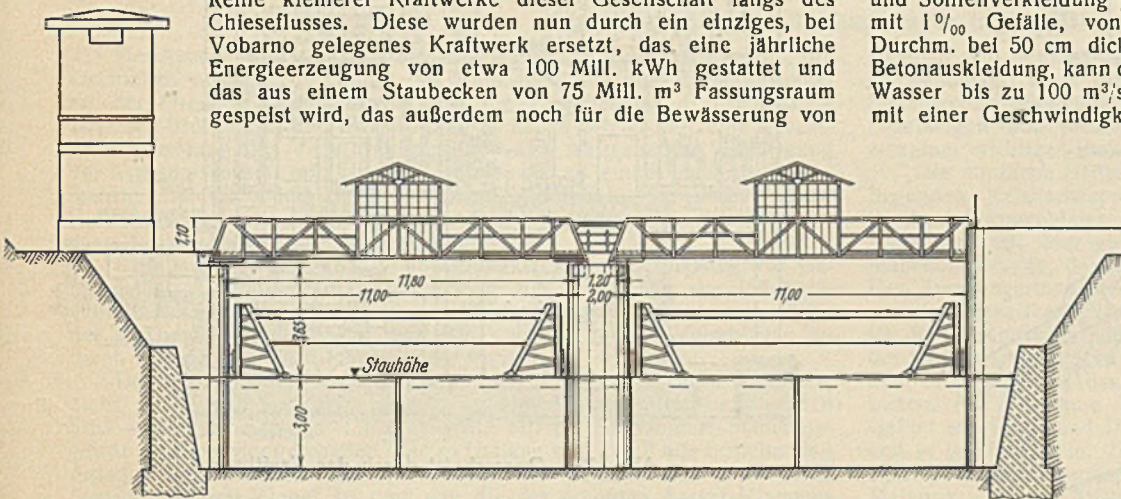 Reihe kleinerer Kraftwerke dieser Gesellschaft längs des
Chieseflusses. Diese wurden nun durch ein einziges, bei
Vobarno gelegenes Kraftwerk ersetzt, das eine jährliche
Energieerzeugung von etwa 100 Mill. kWh gestattet und
das aus einem Staubecken von 75 Mill. m³ Fassungsraum
gespeist wird, das außerdem noch für die Bewässerung von
und Sohlenverkleidung
mit 1 ‰ Gefälle, von
Durchm. bei 50 cm dick
Betonauskleidung, kann
Wasser bis zu 100 m³/s
mit einer Geschwindigk
1,10
11,80
11,00
1,20
2,00
11,00
3,65
Stauhöhe
3,00